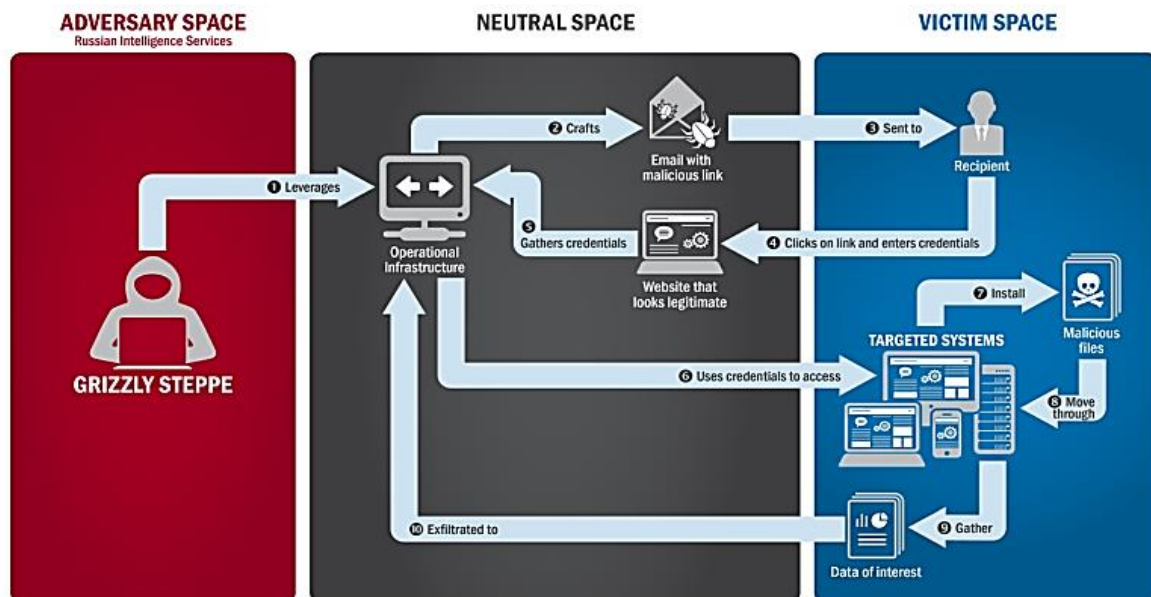 ADVERSARY SPACE
Russian Intelligence Services
NEUTRAL SPACE
VICTIM SPACE
❶ Leverages
GRIZZLY STEPPE
Operational
Infrastructure
❷ Crafts
Email with
malicious link
❸ Sent to
Recipient
❹ Clicks on link and enters credentials
Website that
looks legitimate
❺
Gathers credentials
❻ Uses credentials to access
TARGETED SYSTEMS
❼ Install
Malicious
files
❽ Move
through
❾ Gather
Data of interest
❿ Exfiltrated to